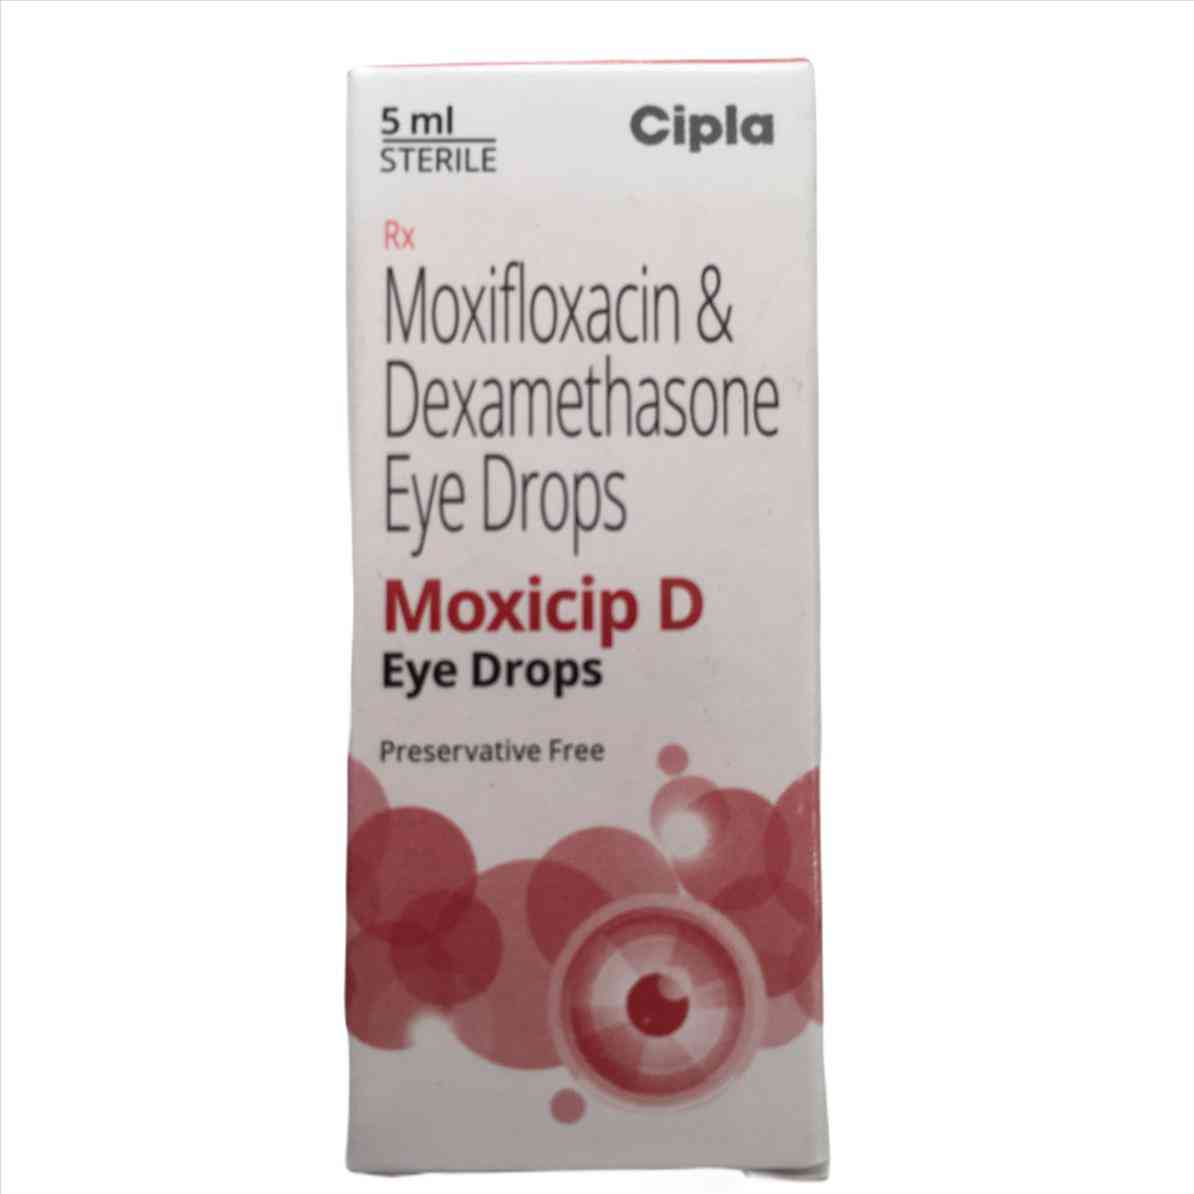 5 ml
STERILE
Cipla
Rx
Moxifloxacin &
Dexamethasone
Eye Drops
Moxicip D
Eye Drops
Preservative Free